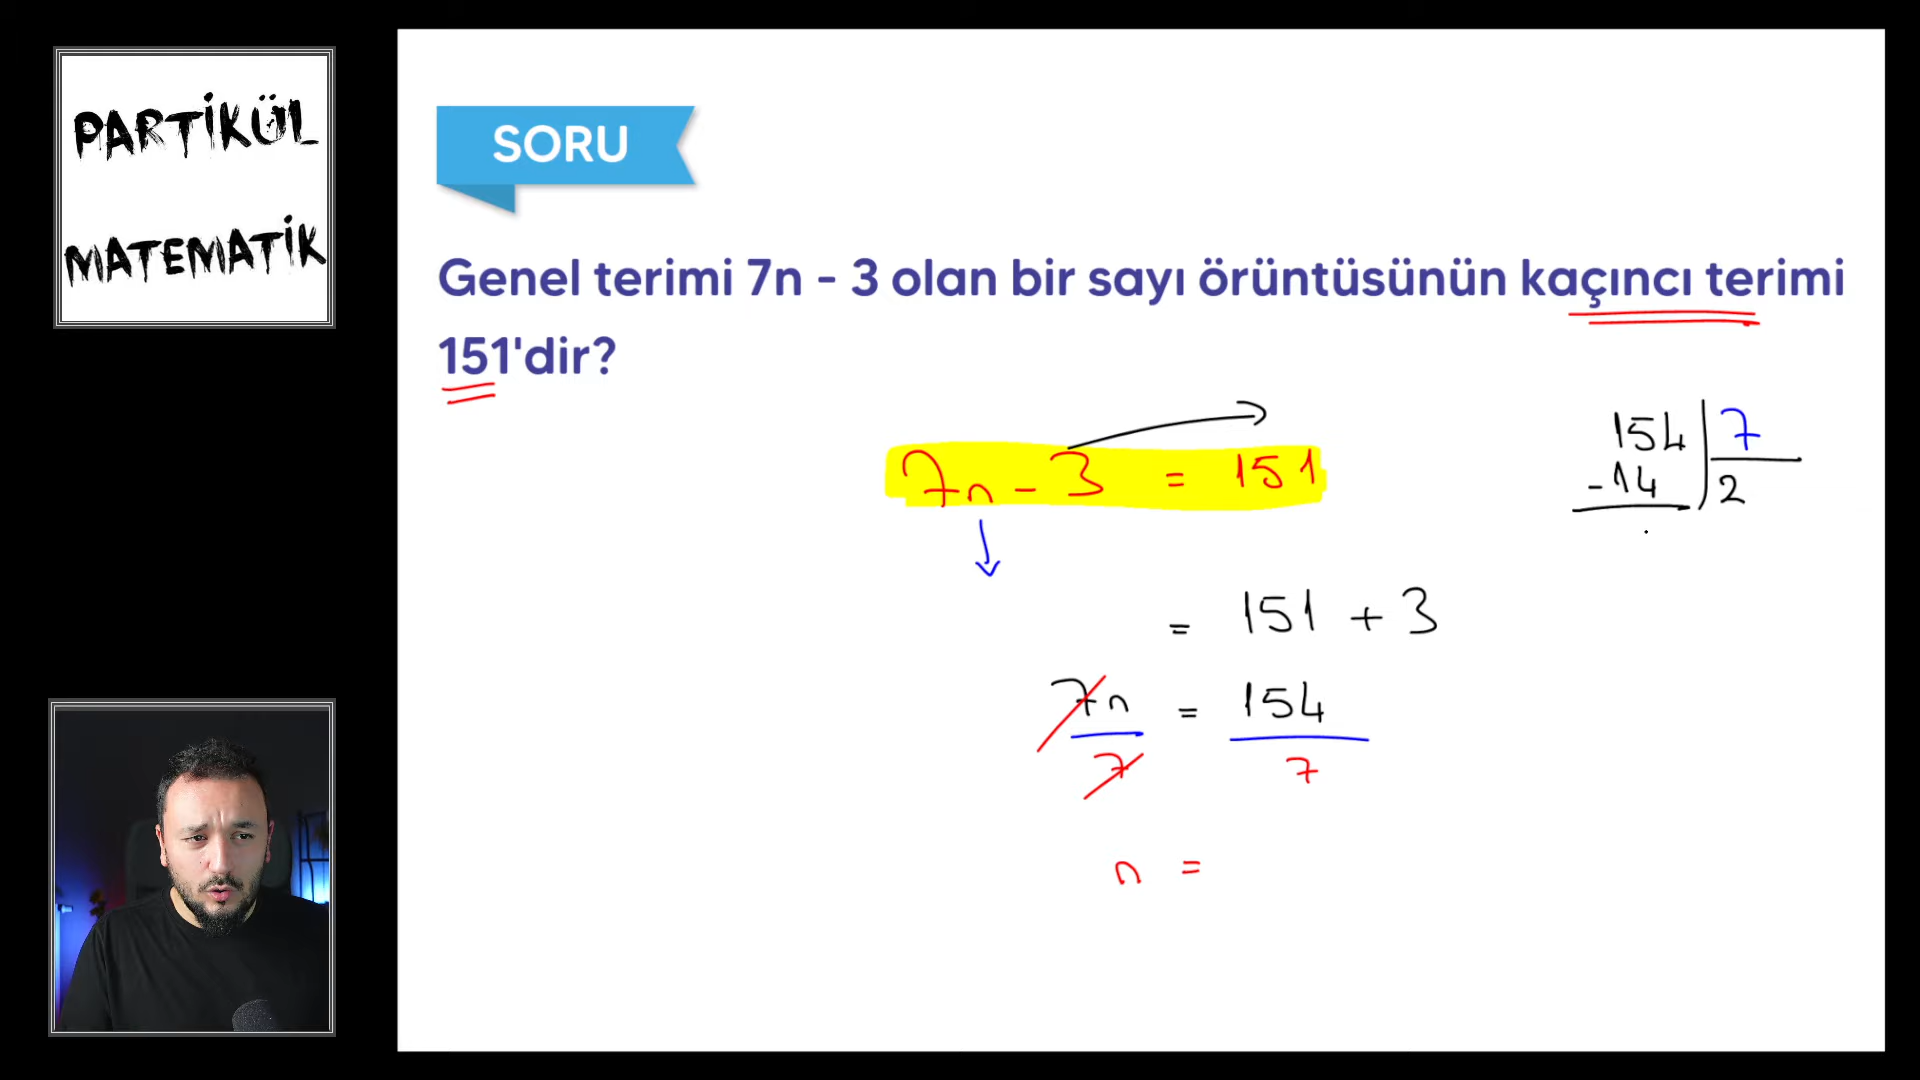 PARTİKÜL
MATEMATİK
SORU
Genel terimi 7n - 3 olan bir sayı örüntüsünün kaçıncı terimi
151'dir?
7n - 3 = 151
= 151 + 3
7n = 154
7 7
n =
154 7
-14 2